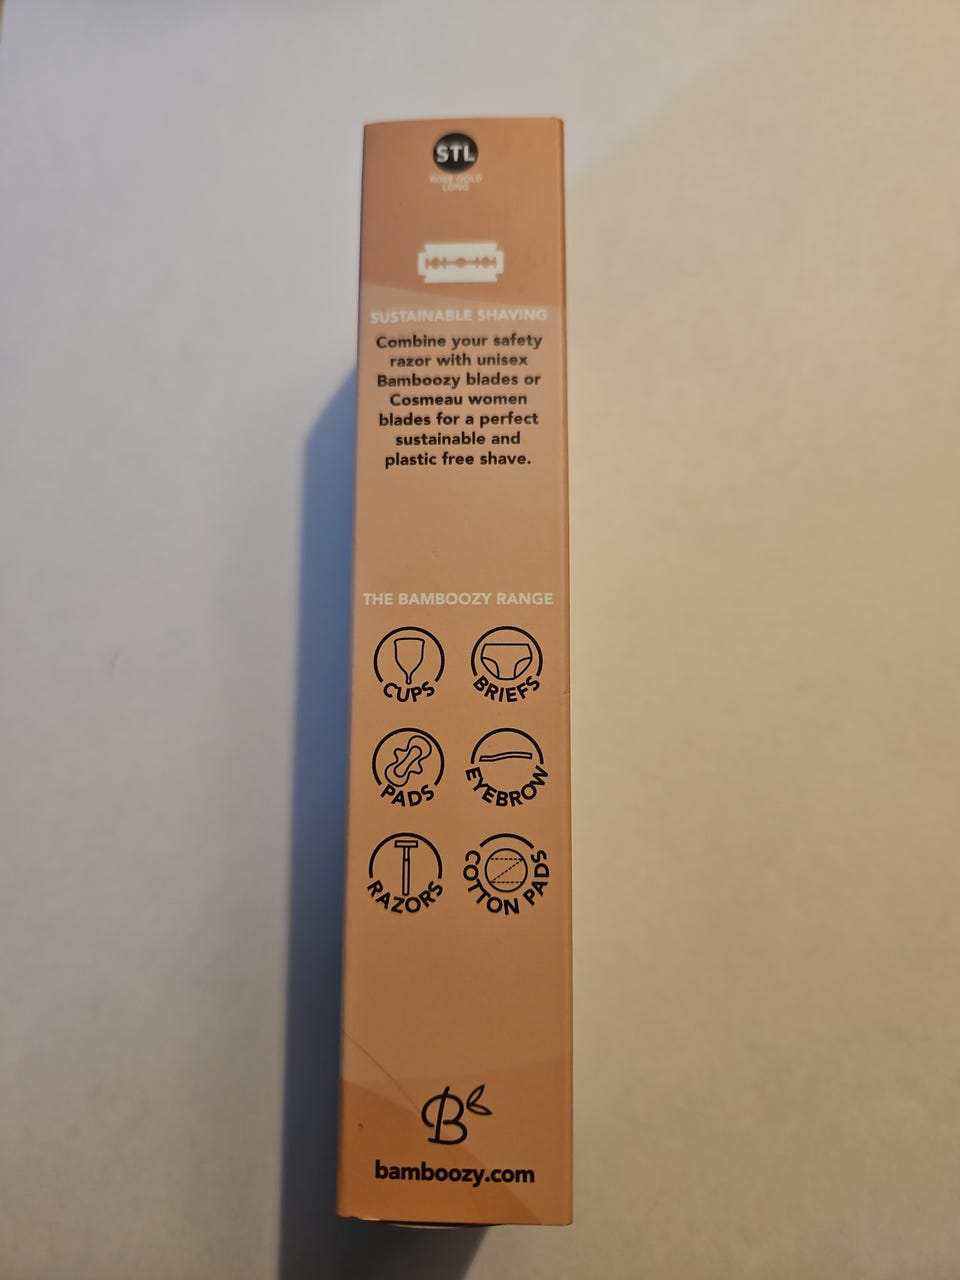 STL
ROSE GOLD
LONG
SUSTAINABLE SHAVING
Combine your safety
razor with unisex
Bamboozy blades or
Cosmeau women
blades for a perfect
sustainable and
plastic free shave.
THE BAMBOOZY RANGE
CUPS
BRIEFS
PADS
EYEBROW
RAZORS
COTTON PADS
B
bamboozy.com